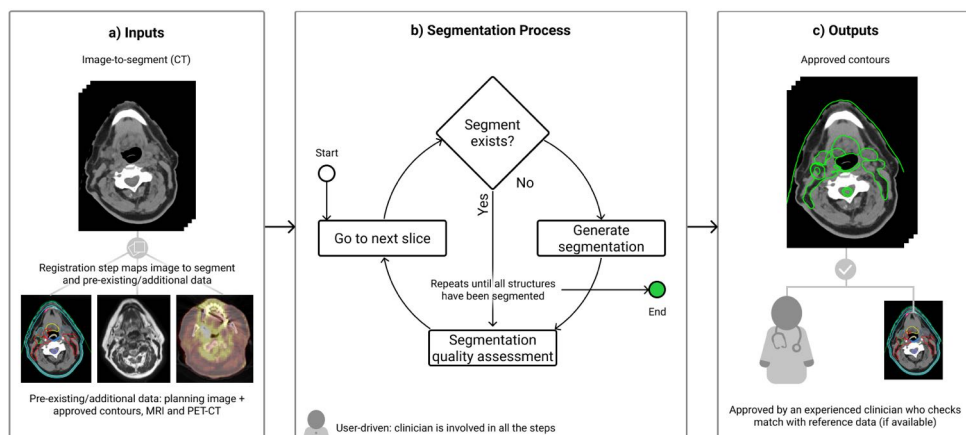 a) Inputs
Image-to-segment (CT)
Registration step maps image to segment
and pre-existing/additional data
Pre-existing/additional data: planning image +
approved contours, MRI and PET-CT
b) Segmentation Process
Segment
exists?
Start
No
Yes
Go to next slice
Generate
segmentation
Repeats until all structures
have been segmented
End
Segmentation
quality assessment
User-driven: clinician is involved in all the steps
c) Outputs
Approved contours
Approved by an experienced clinician who checks
match with reference data (if available)